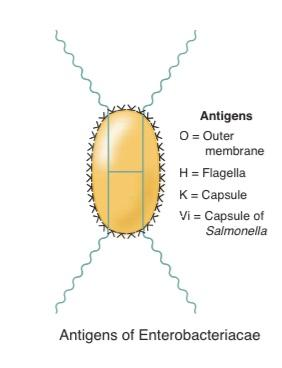 Antigens
O = Outer
membrane
H = Flagella
K = Capsule
Vi = Capsule of
Salmonella
Antigens of Enterobacteriacae